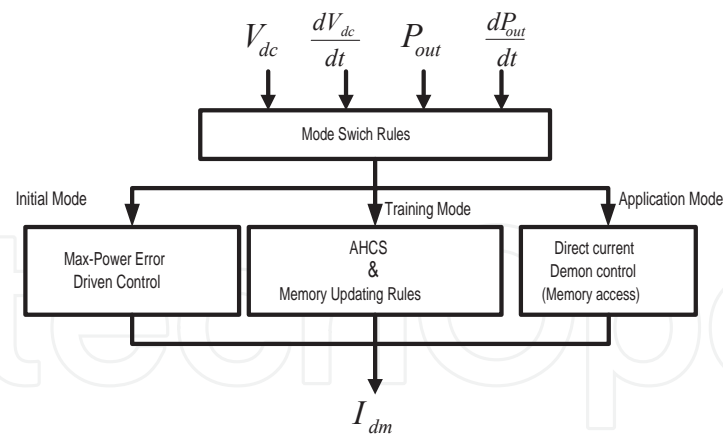 V_dc dV_dc/dt P_out dP_out/dt
Mode Swich Rules
Initial Mode
Training Mode
Application Mode
Max-Power Error
Driven Control
AHCS
&
Memory Updating Rules
Direct current
Demon control
(Memory access)
I_dm